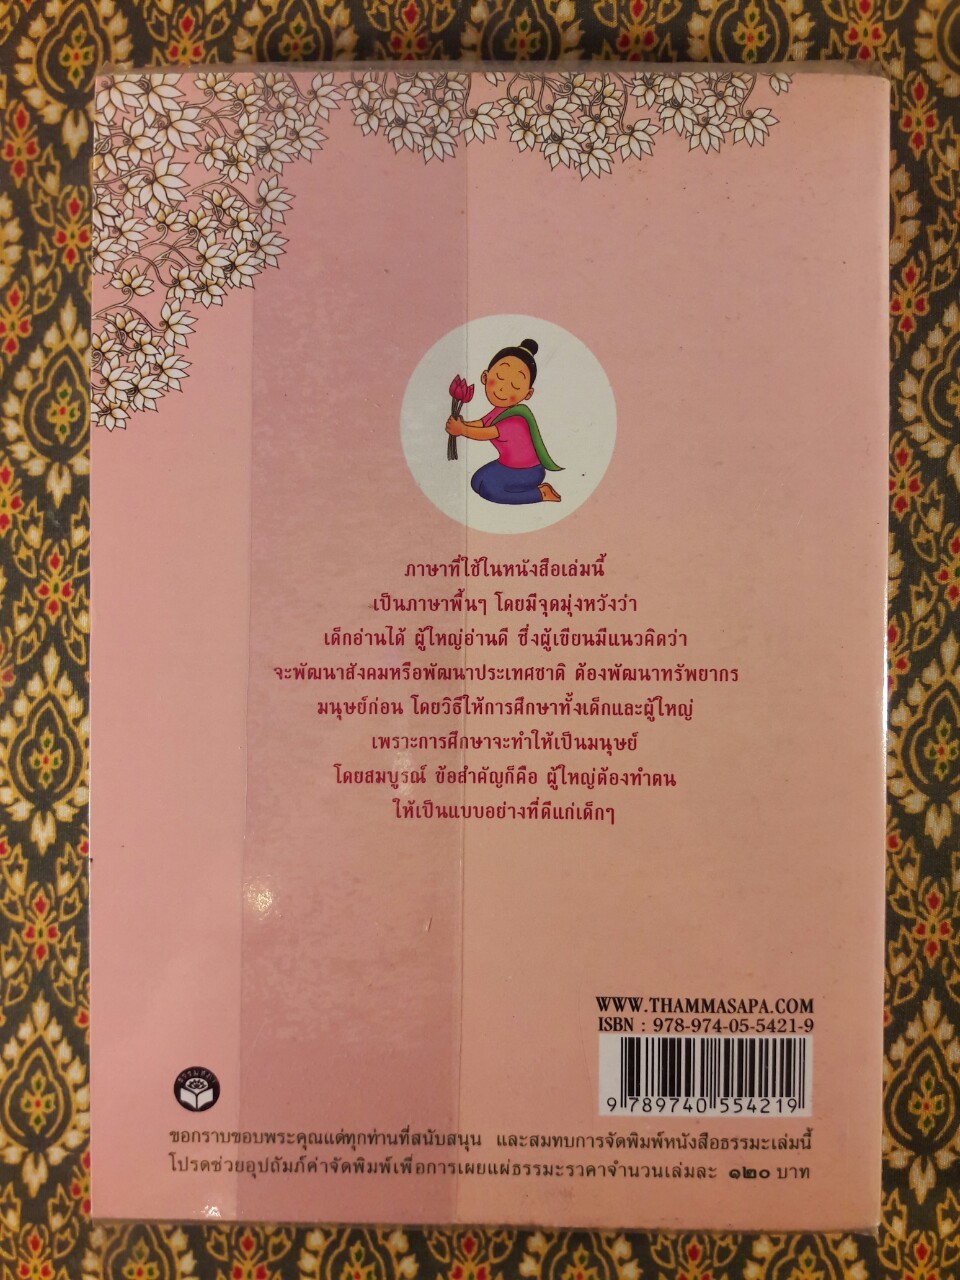 ภาษาที่ใช้ในหนังสือเล่มนี้
เป็นภาษาพื้นๆ โดยมีจุดมุ่งหวังว่า
เด็กอ่านได้ ผู้ใหญ่อ่านดี ซึ่งผู้เขียนมีแนวคิดว่า
จะพัฒนาสังคมหรือพัฒนาประเทศชาติ ต้องพัฒนาทรัพยากร
มนุษย์ก่อน โดยวิธีให้การศึกษาทั้งเด็กและผู้ใหญ่
เพราะการศึกษาจะทำให้เป็นมนุษย์
โดยสมบูรณ์ ข้อสำคัญก็คือ ผู้ใหญ่ต้องทำตน
ให้เป็นแบบอย่างที่ดีแก่เด็กๆ
WWW.THAMMASAPA.COM
ISBN : 978-974-05-5421-9
9 789740 554219
ธรรมสภา
ขอกราบขอบพระคุณแด่ทุกท่านที่สนับสนุน และสมทบการจัดพิมพ์หนังสือธรรมะเล่มนี้
โปรดช่วยอุปถัมภ์ค่าจัดพิมพ์เพื่อการเผยแผ่ธรรมะราคาจำนวนเล่มละ ๑๒๐ บาท